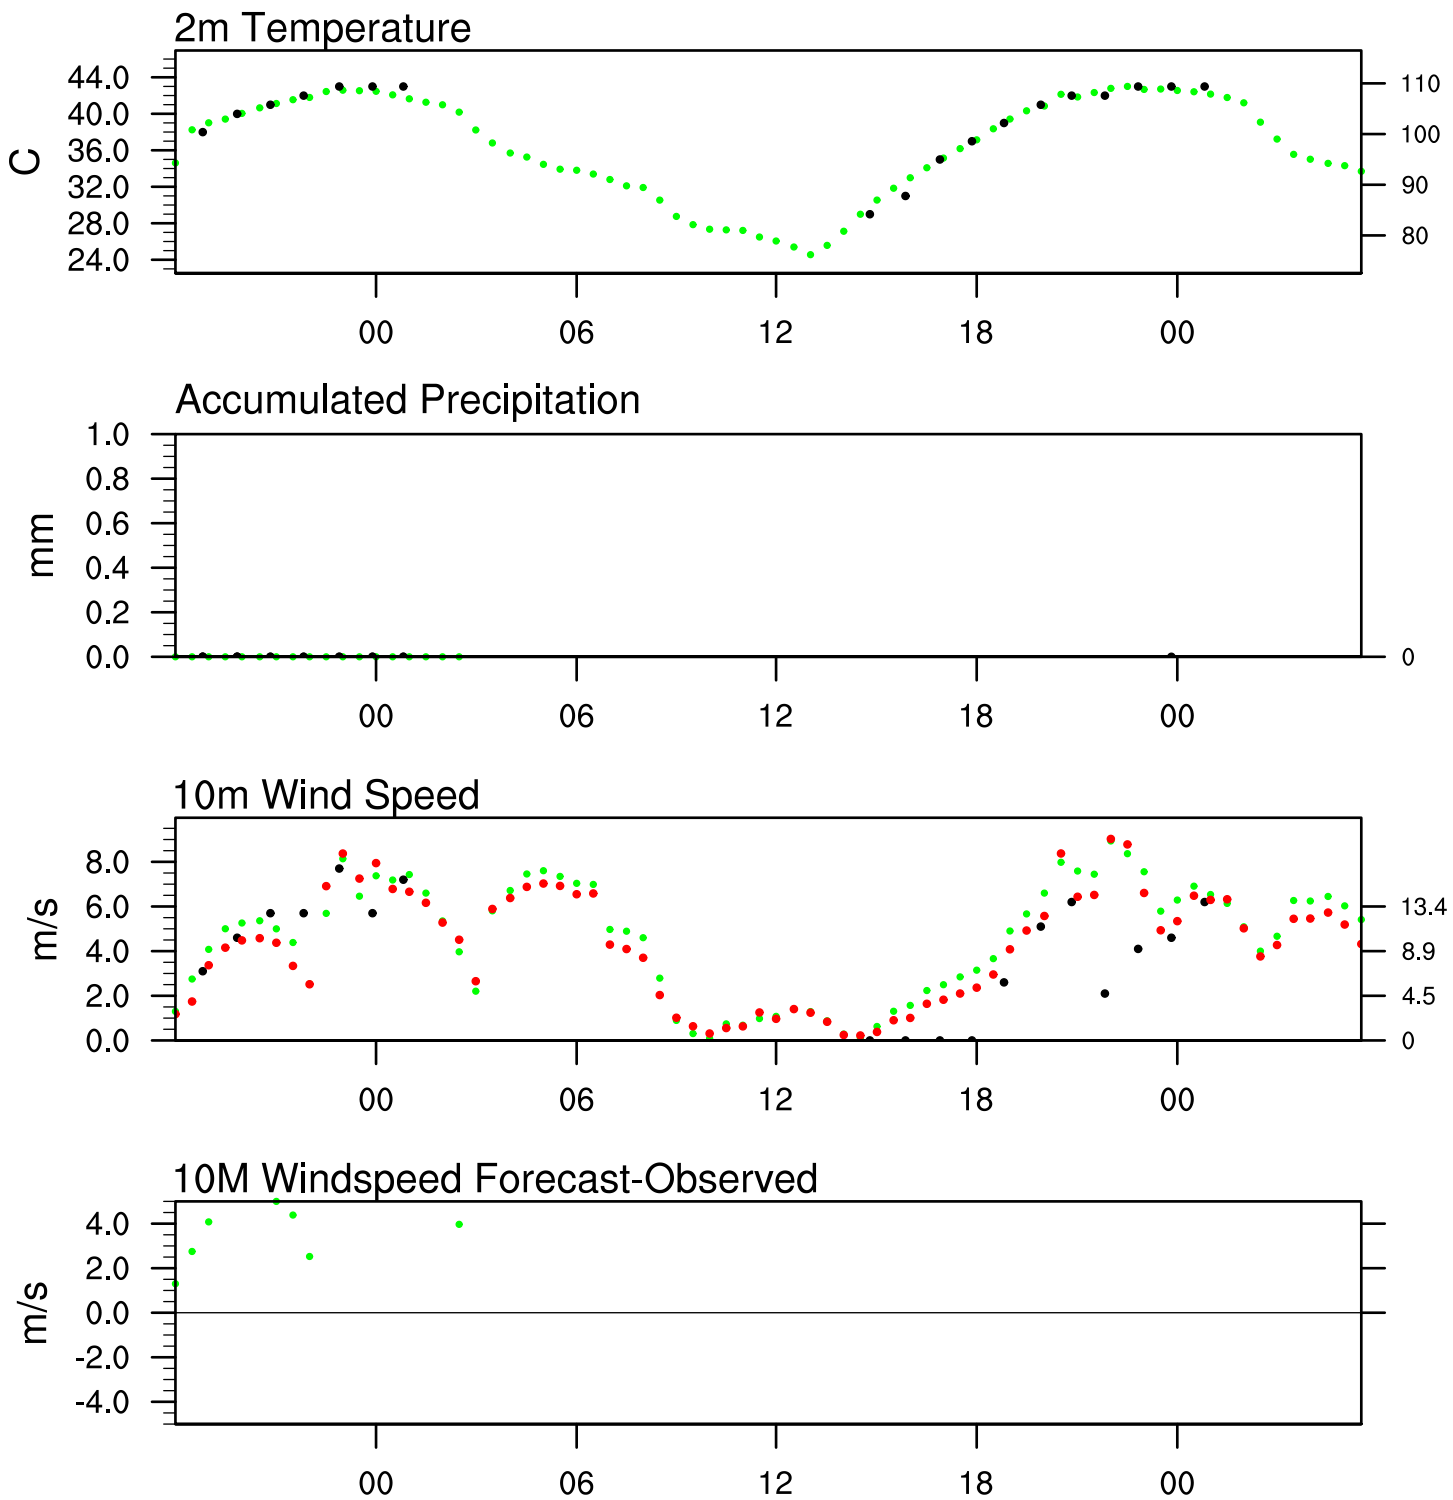 2m Temperature
44.0
40.0
36.0
32.0
28.0
24.0
C
110
100
90
80
00 06 12 18 00
Accumulated Precipitation
1.0
0.8
0.6
0.4
0.2
0.0
mm
0
00 06 12 18 00
10m Wind Speed
8.0
6.0
4.0
2.0
0.0
m/s
13.4
8.9
4.5
0
00 06 12 18 00
10M Windspeed Forecast-Observed
4.0
2.0
0.0
-2.0
-4.0
m/s
00 06 12 18 00